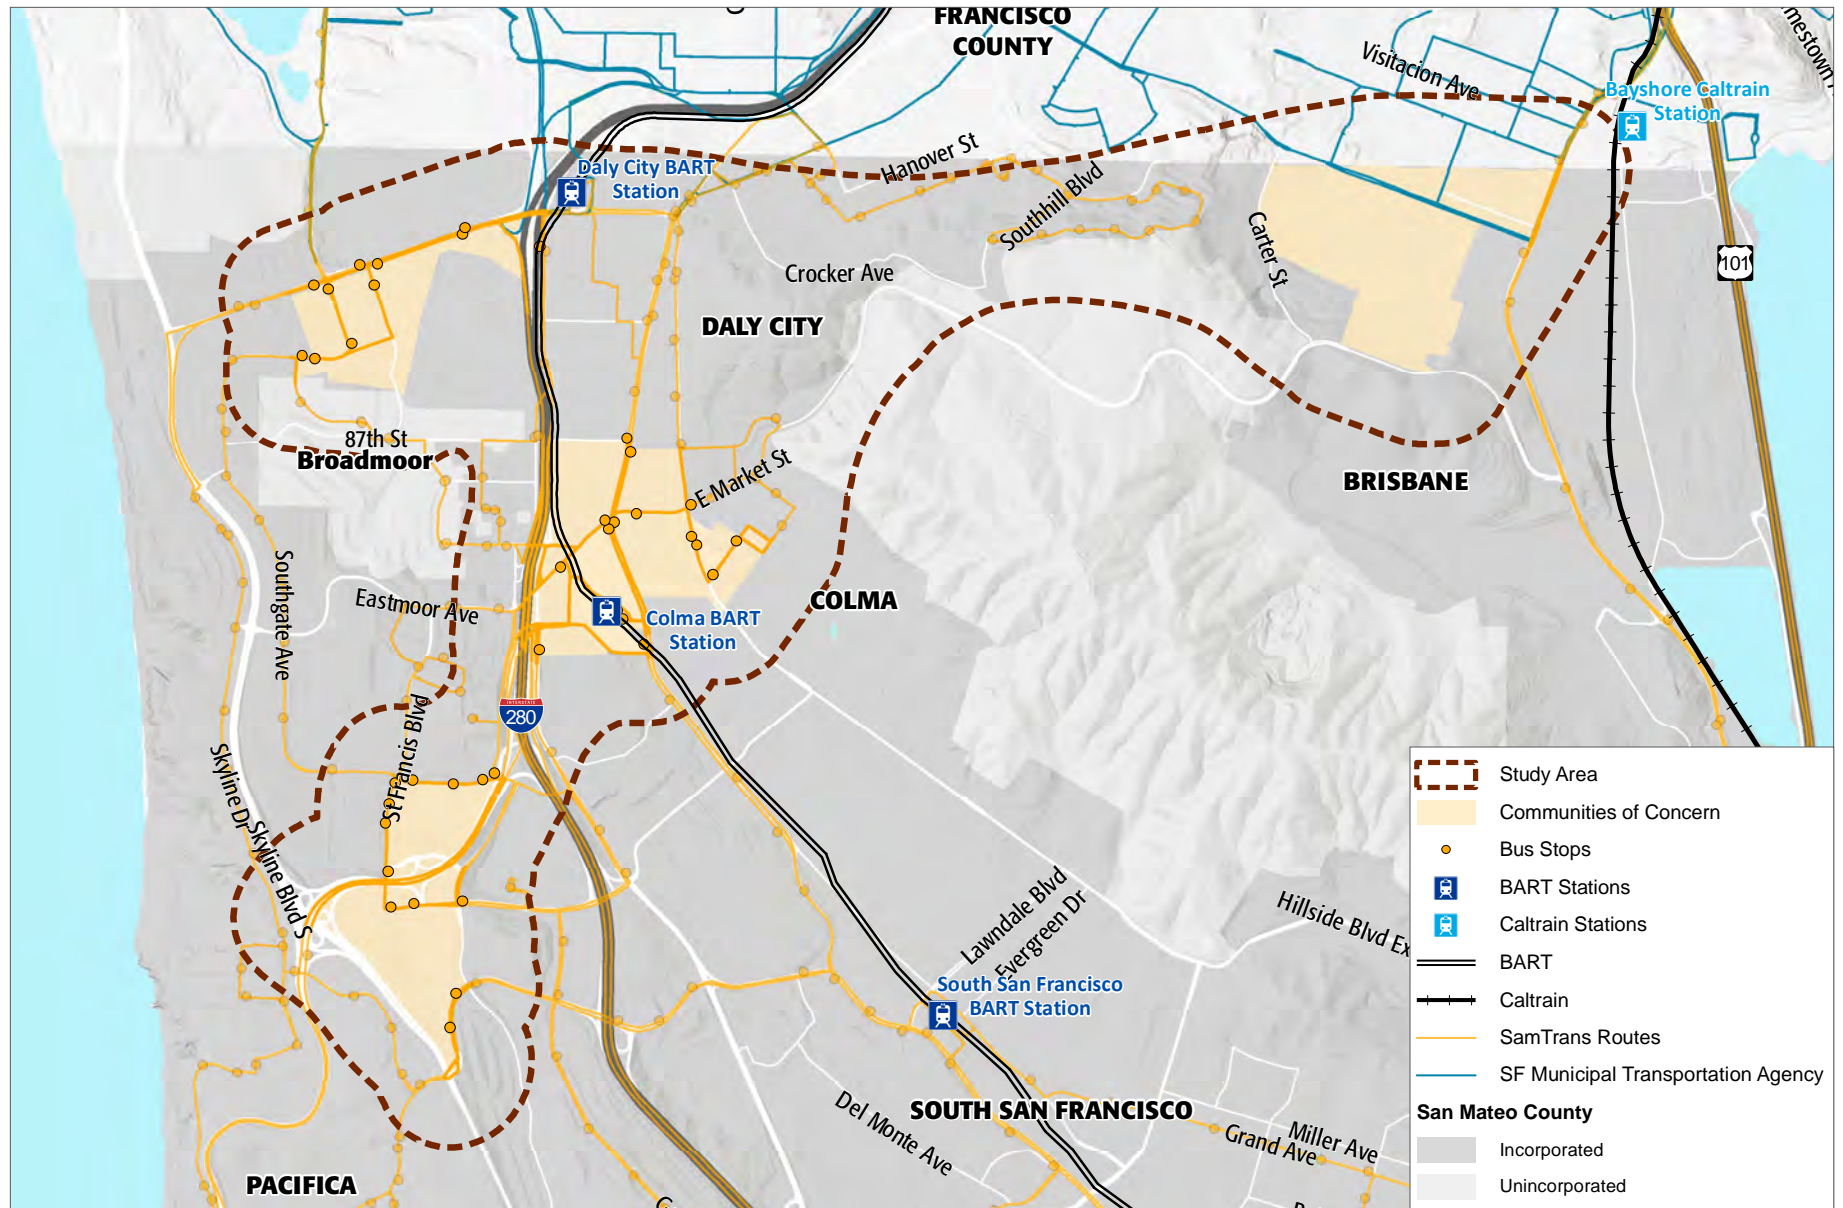 FRANCISCO
COUNTY
Visitacion Ave
Bayshore Caltrain
Station
Hanover St
Daly City BART
Station
Southhill Blvd
Carter St
101
Crocker Ave
DALY CITY
87th St
Broadmoor
E Market St
BRISBANE
Southgate Ave
Eastmoor Ave
COLMA
Colma BART
Station
INTERSTATE
280
St Francis Blvd
Skyline Dr
Skyline Blvd S
Lawndale Blvd
Evergreen Dr
Hillside Blvd Ex
South San Francisco
BART Station
Del Monte Ave
SOUTH SAN FRANCISCO
Grand Ave
Miller Ave
PACIFICA
Study Area
Communities of Concern
Bus Stops
BART Stations
Caltrain Stations
BART
Caltrain
SamTrans Routes
SF Municipal Transportation Agency
San Mateo County
Incorporated
Unincorporated